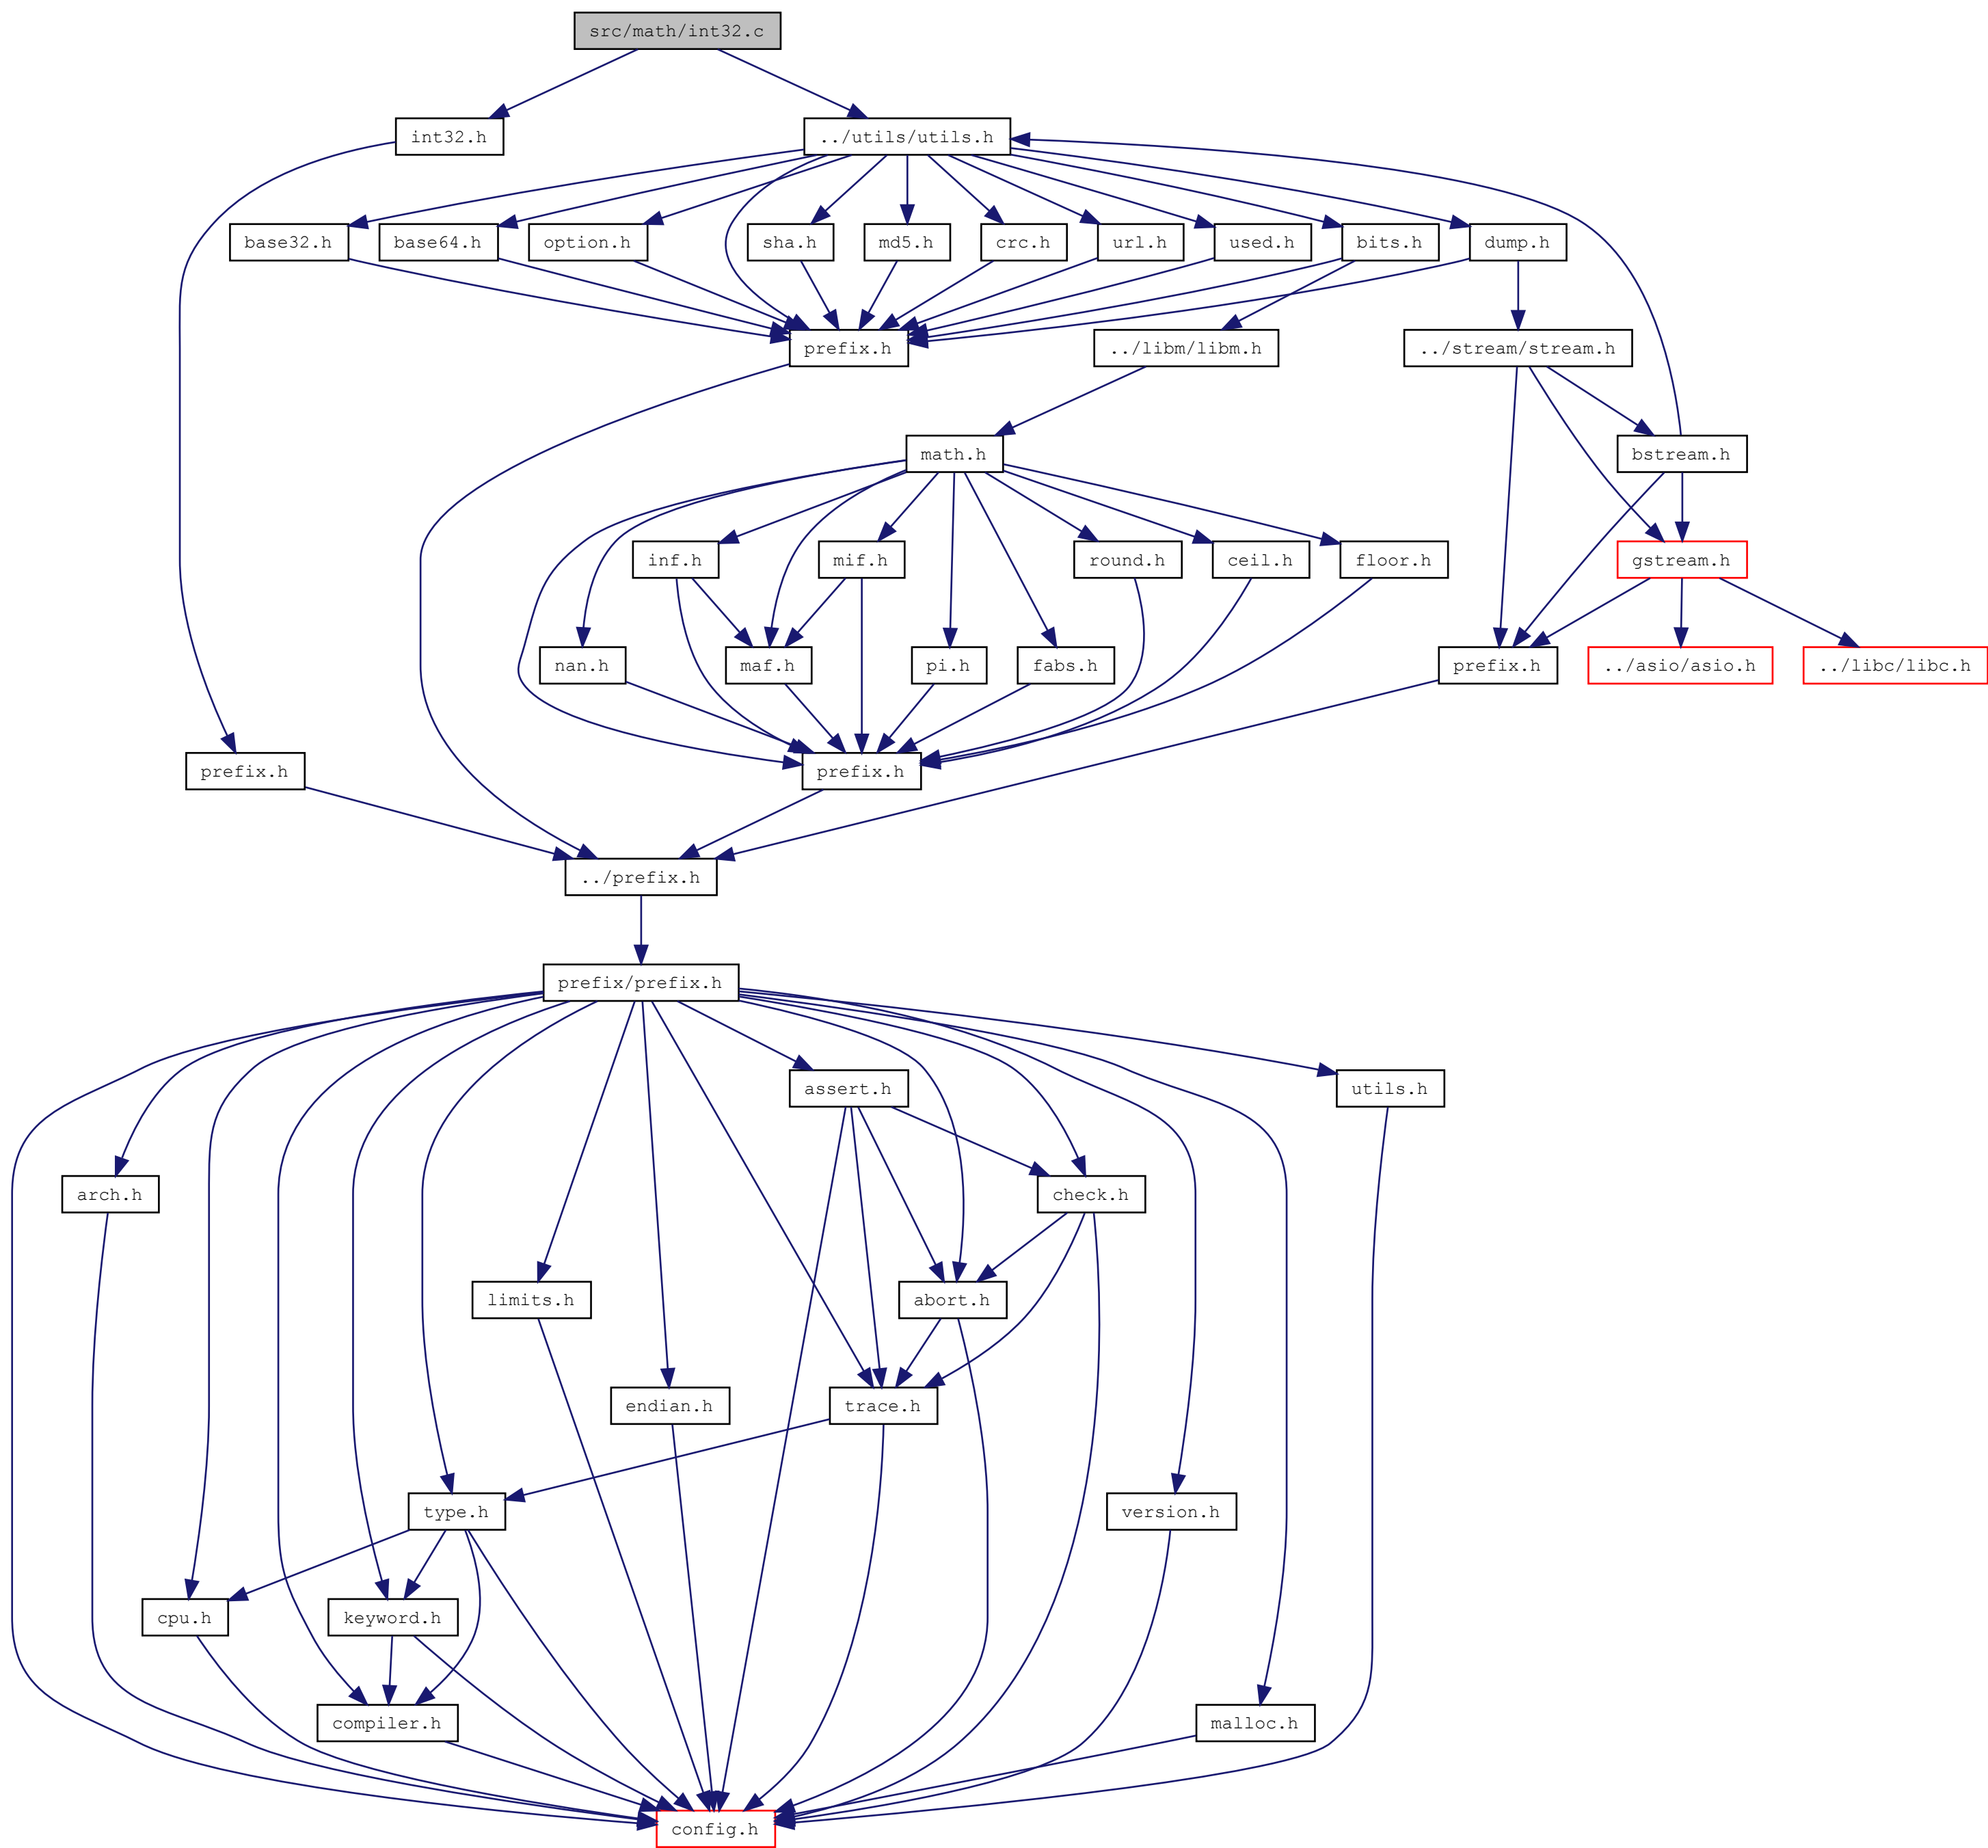 src/math/int32.c
int32.h
../utils/utils.h
base32.h
base64.h
option.h
sha.h
md5.h
crc.h
url.h
used.h
bits.h
dump.h
prefix.h
../libm/libm.h
../stream/stream.h
math.h
bstream.h
inf.h
mif.h
round.h
ceil.h
floor.h
gstream.h
nan.h
maf.h
pi.h
fabs.h
prefix.h
../asio/asio.h
../libc/libc.h
prefix.h
prefix.h
../prefix.h
prefix/prefix.h
assert.h
utils.h
arch.h
check.h
limits.h
abort.h
endian.h
trace.h
type.h
version.h
cpu.h
keyword.h
compiler.h
malloc.h
config.h